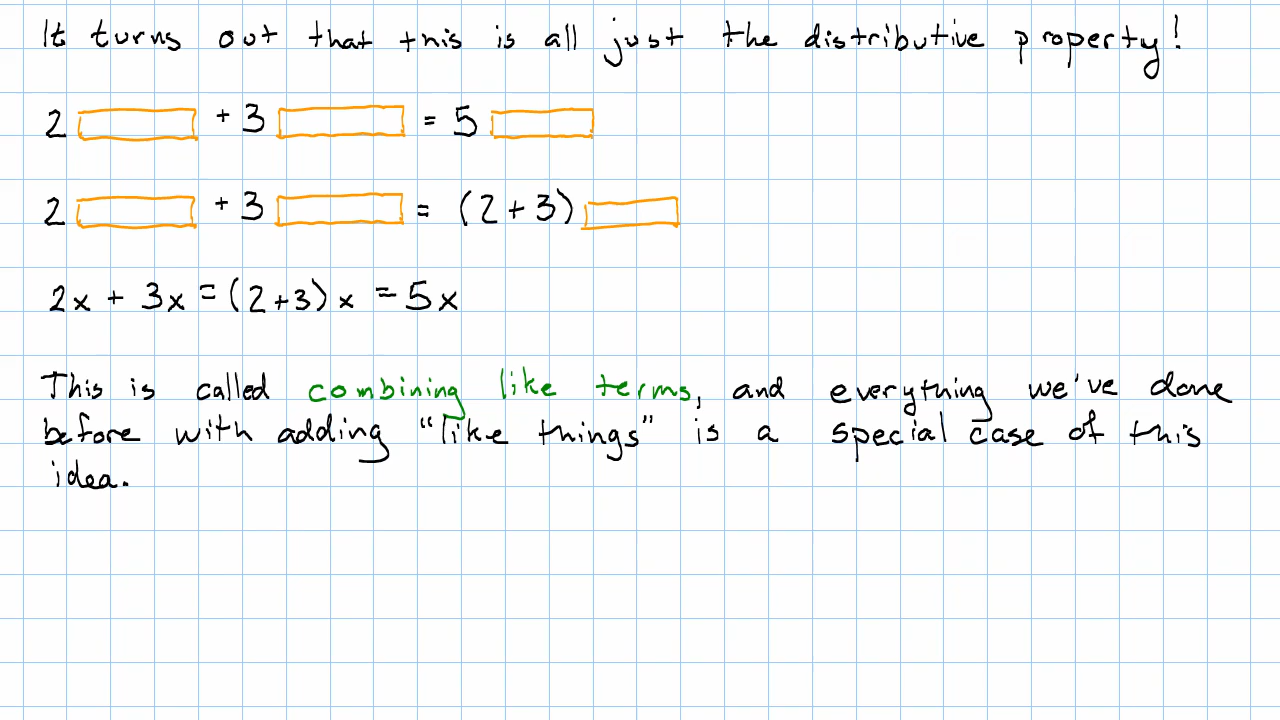 It turns out that this is all just the distributive property!
2 + 3 = 5
2 + 3 = (2+3)
2x + 3x = (2+3)x = 5x
This is called combining like terms, and everything we've done
before with adding "like things" is a special case of this
idea.